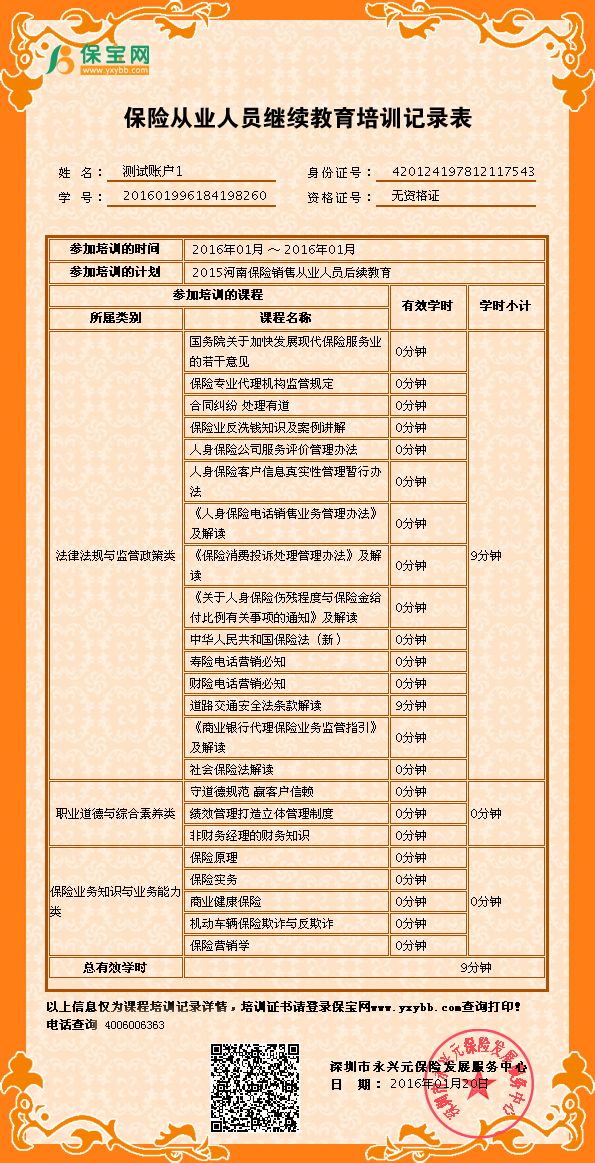 保宝网
www.yxybb.com
保险从业人员继续教育培训记录表
姓 名： 测试账户1 身份证号： 420124197812117543
学 号： 201601996184198260 资格证号： 无资格证
参加培训的时间 2016年01月 ～ 2016年01月
参加培训的计划 2015河南保险销售从业人员后续教育
参加培训的课程 有效学时 学时小计
所属类别 课程名称
国务院关于加快发展现代保险服务业
的若干意见 0分钟
保险专业代理机构监管规定 0分钟
合同纠纷 处理有道 0分钟
保险业反洗钱知识及案例讲解 0分钟
人身保险公司服务评价管理办法 0分钟
人身保险客户信息真实性管理暂行办
法 0分钟
《人身保险电话销售业务管理办法》
及解读 0分钟
法律法规与监管政策类 《保险消费投诉处理管理办法》及解
读 0分钟 9分钟
《关于人身保险伤残程度与保险金给
付比例有关事项的通知》及解读 0分钟
中华人民共和国保险法（新） 0分钟
寿险电话营销必知 0分钟
财险电话营销必知 0分钟
道路交通安全法条款解读 9分钟
《商业银行代理保险业务监管指引》
及解读 0分钟
社会保险法解读 0分钟
守道德规范 赢客户信赖 0分钟
职业道德与综合素养类 绩效管理打造立体管理制度 0分钟 0分钟
非财务经理的财务知识 0分钟
保险原理 0分钟
保险实务 0分钟
保险业务知识与业务能力
类 商业健康保险 0分钟 0分钟
机动车辆保险欺诈与反欺诈 0分钟
保险营销学 0分钟
总有效学时 9分钟
以上信息仅为课程培训记录详情，培训证书请登录保宝网www.yxybb.com查询打印！
电话查询 4006006363
深圳市永兴元保险发展服务中心
日 期： 2016年01月20日
深圳市永兴元保险发展服务中心